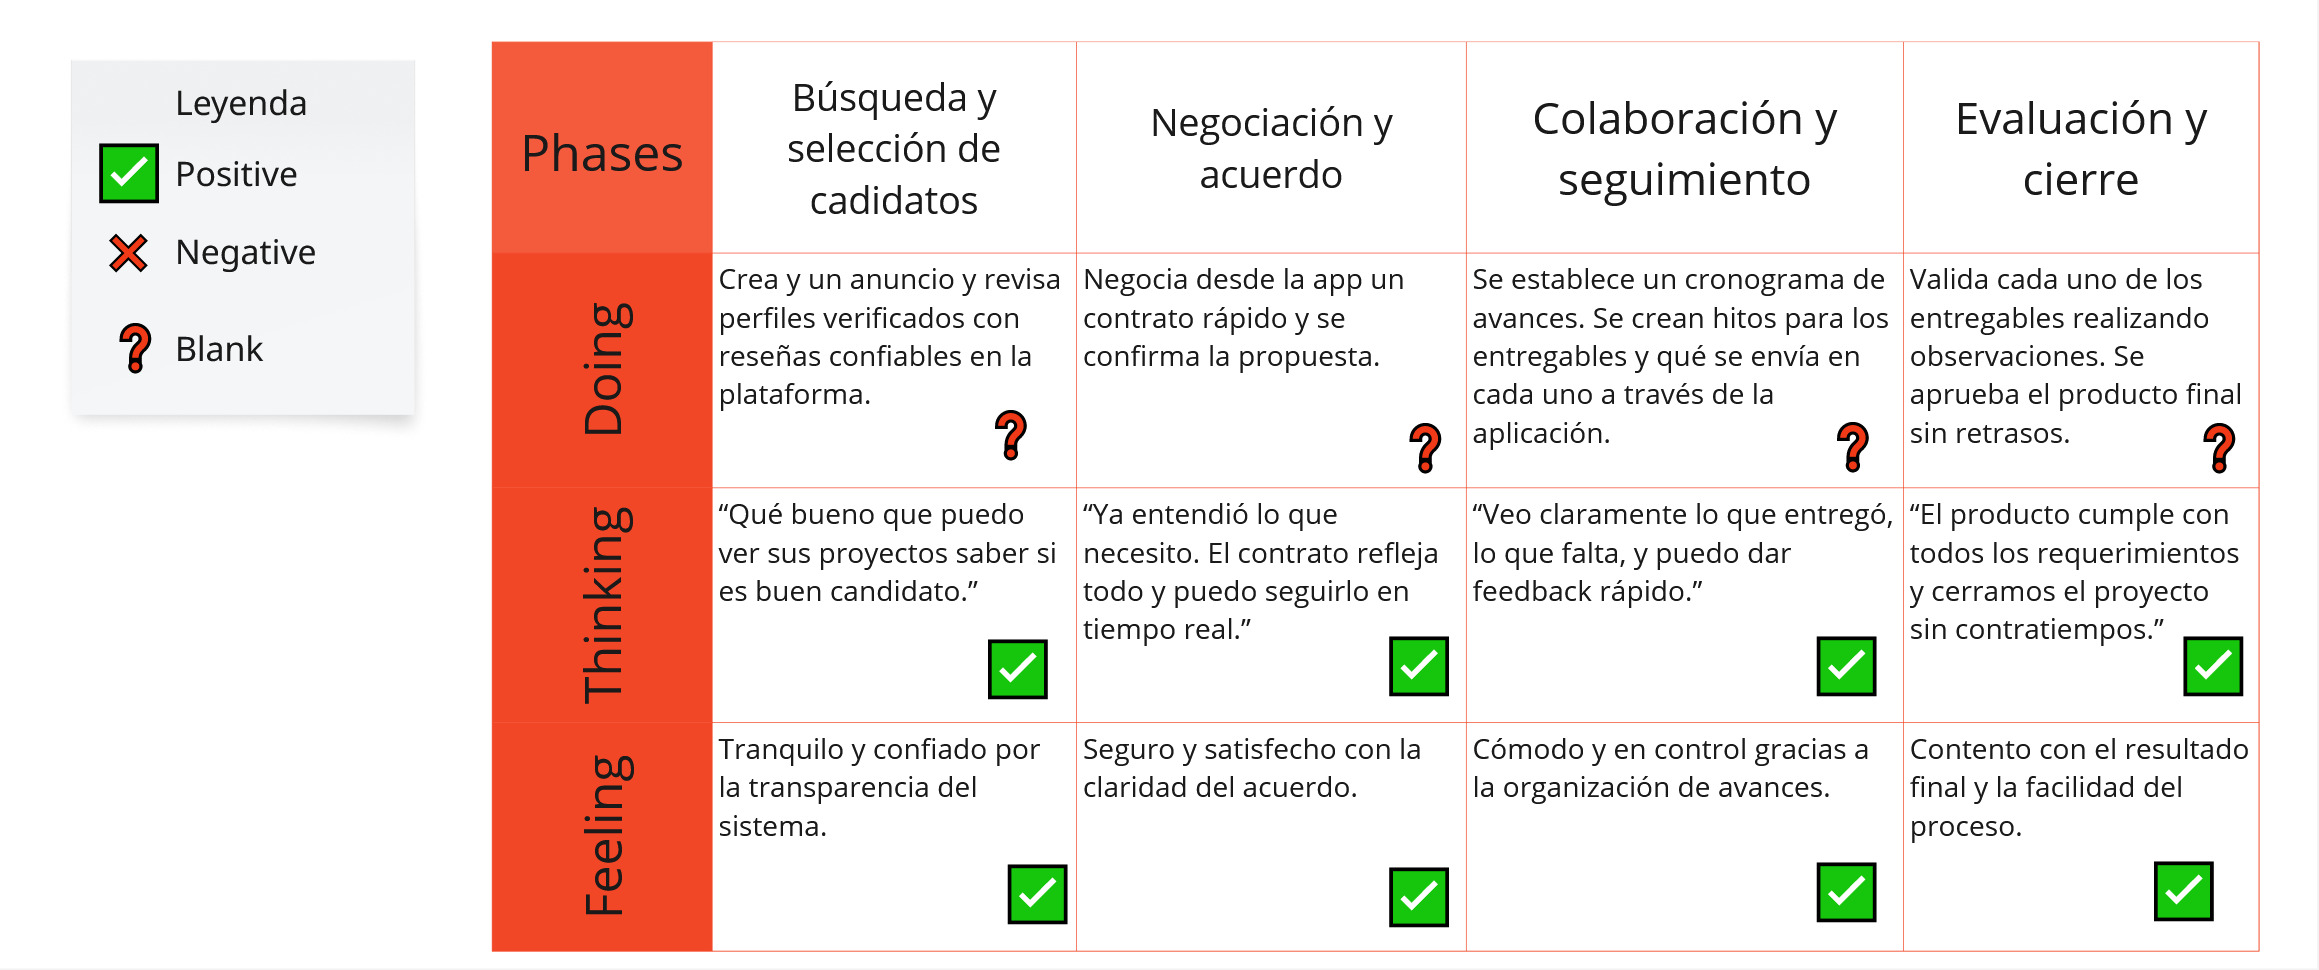 Leyenda
Positive
Negative
Blank
Phases
Búsqueda y
selección de
cadidatos
Negociación y
acuerdo
Colaboración y
seguimiento
Evaluación y
cierre
Doing
Crea y un anuncio y revisa
perfiles verificados con
reseñas confiables en la
plataforma.
Negocia desde la app un
contrato rápido y se
confirma la propuesta.
Se establece un cronograma de
avances. Se crean hitos para los
entregables y qué se envía en
cada uno a través de la
aplicación.
Valida cada uno de los
entregables realizando
observaciones. Se
aprueba el producto final
sin retrasos.
Thinking
“Qué bueno que puedo
ver sus proyectos saber si
es buen candidato.”
“Ya entendió lo que
necesito. El contrato refleja
todo y puedo seguirlo en
tiempo real.”
“Veo claramente lo que entregó,
lo que falta, y puedo dar
feedback rápido.”
“El producto cumple con
todos los requerimientos
y cerramos el proyecto
sin contratiempos.”
Feeling
Tranquilo y confiado por
la transparencia del
sistema.
Seguro y satisfecho con la
claridad del acuerdo.
Cómodo y en control gracias a
la organización de avances.
Contento con el resultado
final y la facilidad del
proceso.